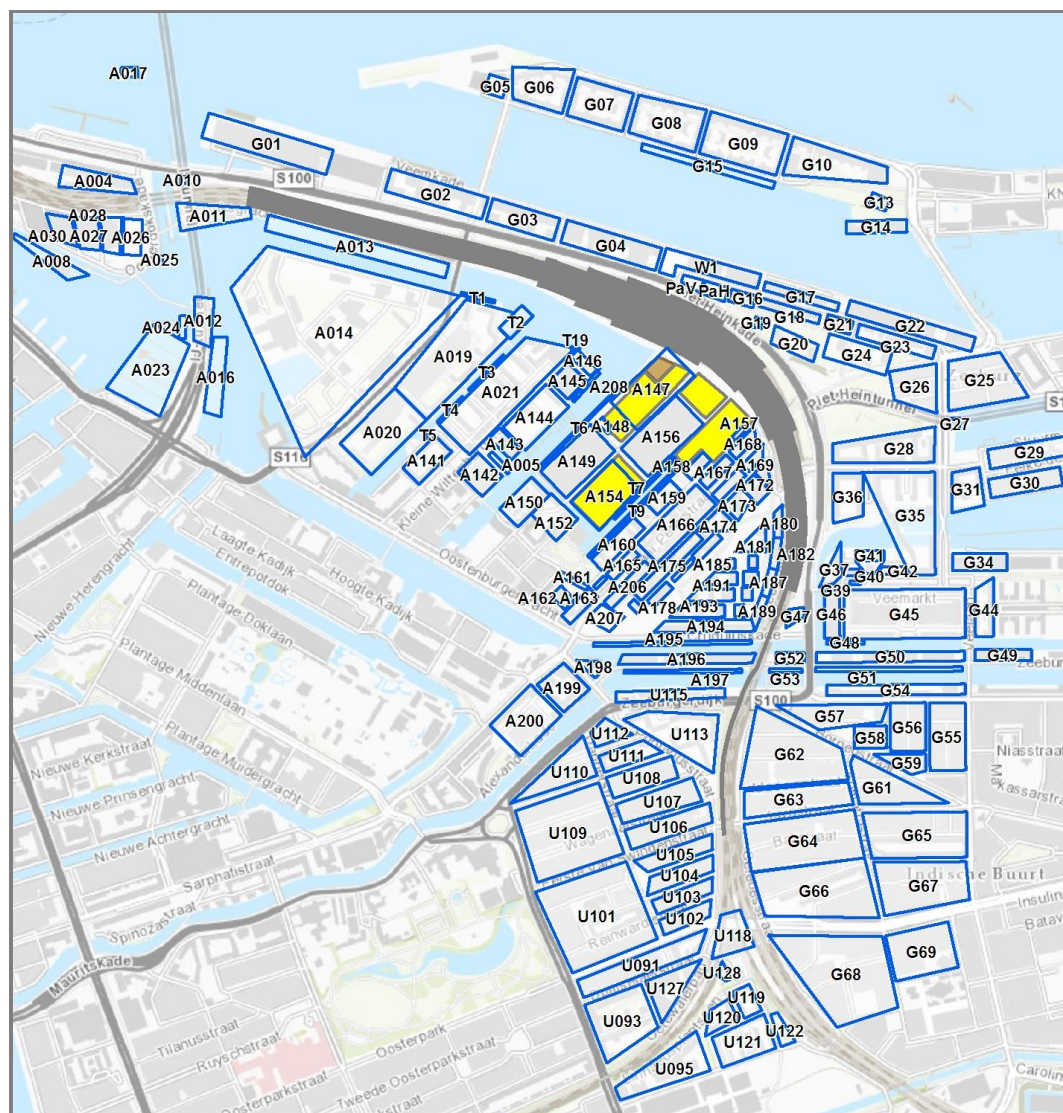 A017
G05
G06
G07
G08
G09
G10
G15
G13
G14
G01
Veemkade
S100
G02
G03
G04
A004
A010
A011
A028
A030
A027
A026
A025
A008
A013
W1
PaV
PaH
G16
G17
G18
G19
G20
G21
G22
G23
G24
G25
G26
G27
Piet Heinkade
Piet Heintunnel
Zeeburg
A024
A012
A023
A016
A014
T1
T2
A019
T3
A021
T4
T5
A020
A141
S116
T19
A146
A145
A208
A144
A143
A005
A142
T6
A147
A148
A149
A156
A157
A168
A158
A167
A169
A172
A154
T7
A159
T9
A173
A166
A174
A150
A152
A160
A165
A175
A180
A181
A182
A185
A187
A191
A189
A161
A162
A163
A206
A207
A178
A193
A194
Cruquiuskade
A195
A196
A197
A198
A199
A200
G28
G29
G30
G31
G36
G35
G34
G37
G41
G40
G42
G39
G46
Veemarkt
G45
G44
G47
G48
G49
G50
G51
G52
G53
G54
Kleine Witte
Oostenburgergracht
Laagte Kadijk
Entrepotdok
Hoogte Kadijk
Nieuwe Herengracht
Plantage Doklaan
Plantage Middenlaan
Plantage Muidergracht
Nieuwe Kerkstraat
Nieuwe Prinsengracht
Nieuwe Achtergracht
Sarphatistraat
Spinozastraat
Mauritskade
U115
Zeeburgerdijk
S100
U112
U113
U111
U110
U108
U107
U109
U106
U105
U104
U103
U102
U101
U091
U118
U128
U127
U119
U120
U093
U121
U122
U095
G57
G58
G56
G55
G59
G62
G61
G63
G64
G65
G66
G67
G68
G69
Niasstraat
Makassarstraat
Indische Buurt
Tilanusstraat
Ruyschstraat
Oosterpark
Oosterparkstraat
Tweede Oosterparkstraat